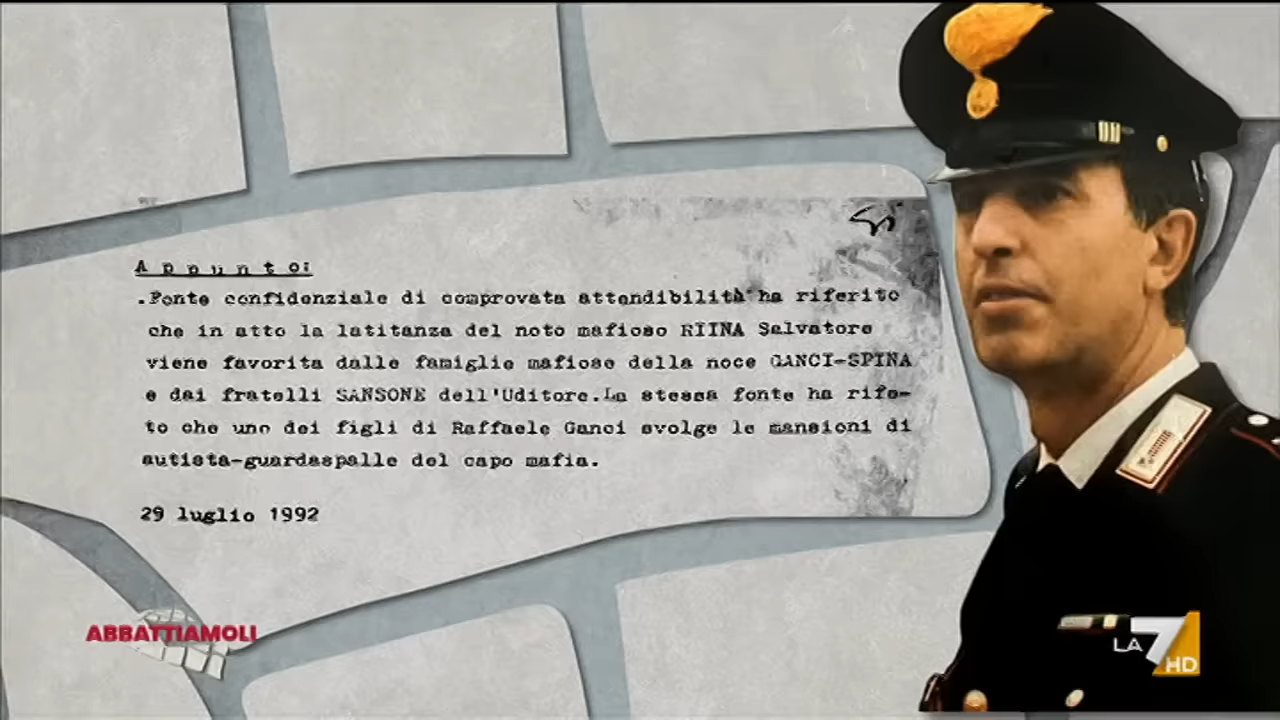 Appunto:
.Fonte confidenziale di comprovata attendibilità ha riferito
che in atto la latitanza del noto mafioso RIINA Salvatore
viene favorita dalle famiglie mafiose della noce GANCI-SPINA
e dai fratelli SANSONE dell'Uditore.La stessa fonte ha rife-
to che uno dei figli di Raffaele Ganci svolge le mansioni di
autista-guardaspalle del capo mafia.
29 luglio 1992
ABBATTIAMOLI
LA7
HD